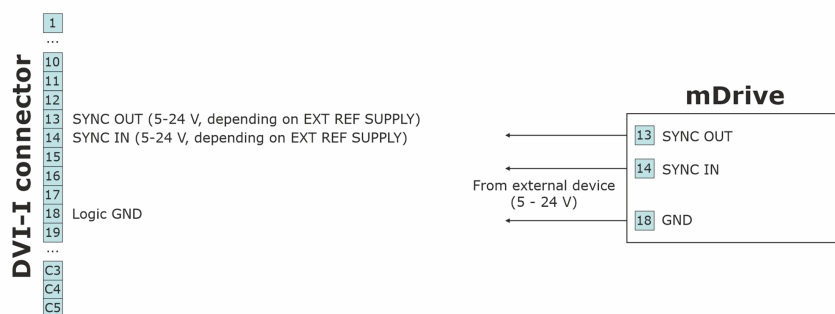 DVI-I connector
1
...
10
11
12
13 SYNC OUT (5-24 V, depending on EXT REF SUPPLY)
14 SYNC IN (5-24 V, depending on EXT REF SUPPLY)
15
16
17
18 Logic GND
19
...
C3
C4
C5
mDrive
13 SYNC OUT
14 SYNC IN
From external device
(5 - 24 V)
18 GND